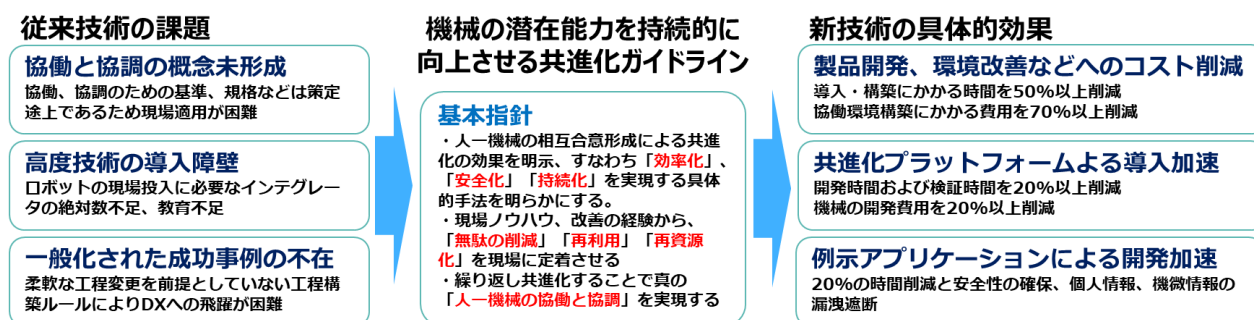 従来技術の課題
協働と協調の概念未形成
協働、協調のための基準、規格などは策定
途上であるため現場適用が困難
高度技術の導入障壁
ロボットの現場投入に必要なインテグレー
タの絶対数不足、教育不足
一般化された成功事例の不在
柔軟な工程変更を前提としていない工程構
築ルールによりDXへの飛躍が困難
機械の潜在能力を持続的に
向上させる共進化ガイドライン
基本指針
・人ー機械の相互合意形成による共進
化の効果を明示、すなわち「効率化」、
「安全化」「持続化」を実現する具体
的手法を明らかにする。
・現場ノウハウ、改善の経験から、
「無駄の削減」「再利用」「再資源
化」を現場に定着させる
・繰り返し共進化することで真の
「人ー機械の協働と協調」を実現する
新技術の具体的効果
製品開発、環境改善などへのコスト削減
導入・構築にかかる時間を50%以上削減
協働環境構築にかかる費用を70%以上削減
共進化プラットフォームよる導入加速
開発時間および検証時間を20%以上削減
機械の開発費用を20%以上削減
例示アプリケーションによる開発加速
20%の時間削減と安全性の確保、個人情報、機微情報の
漏洩遮断